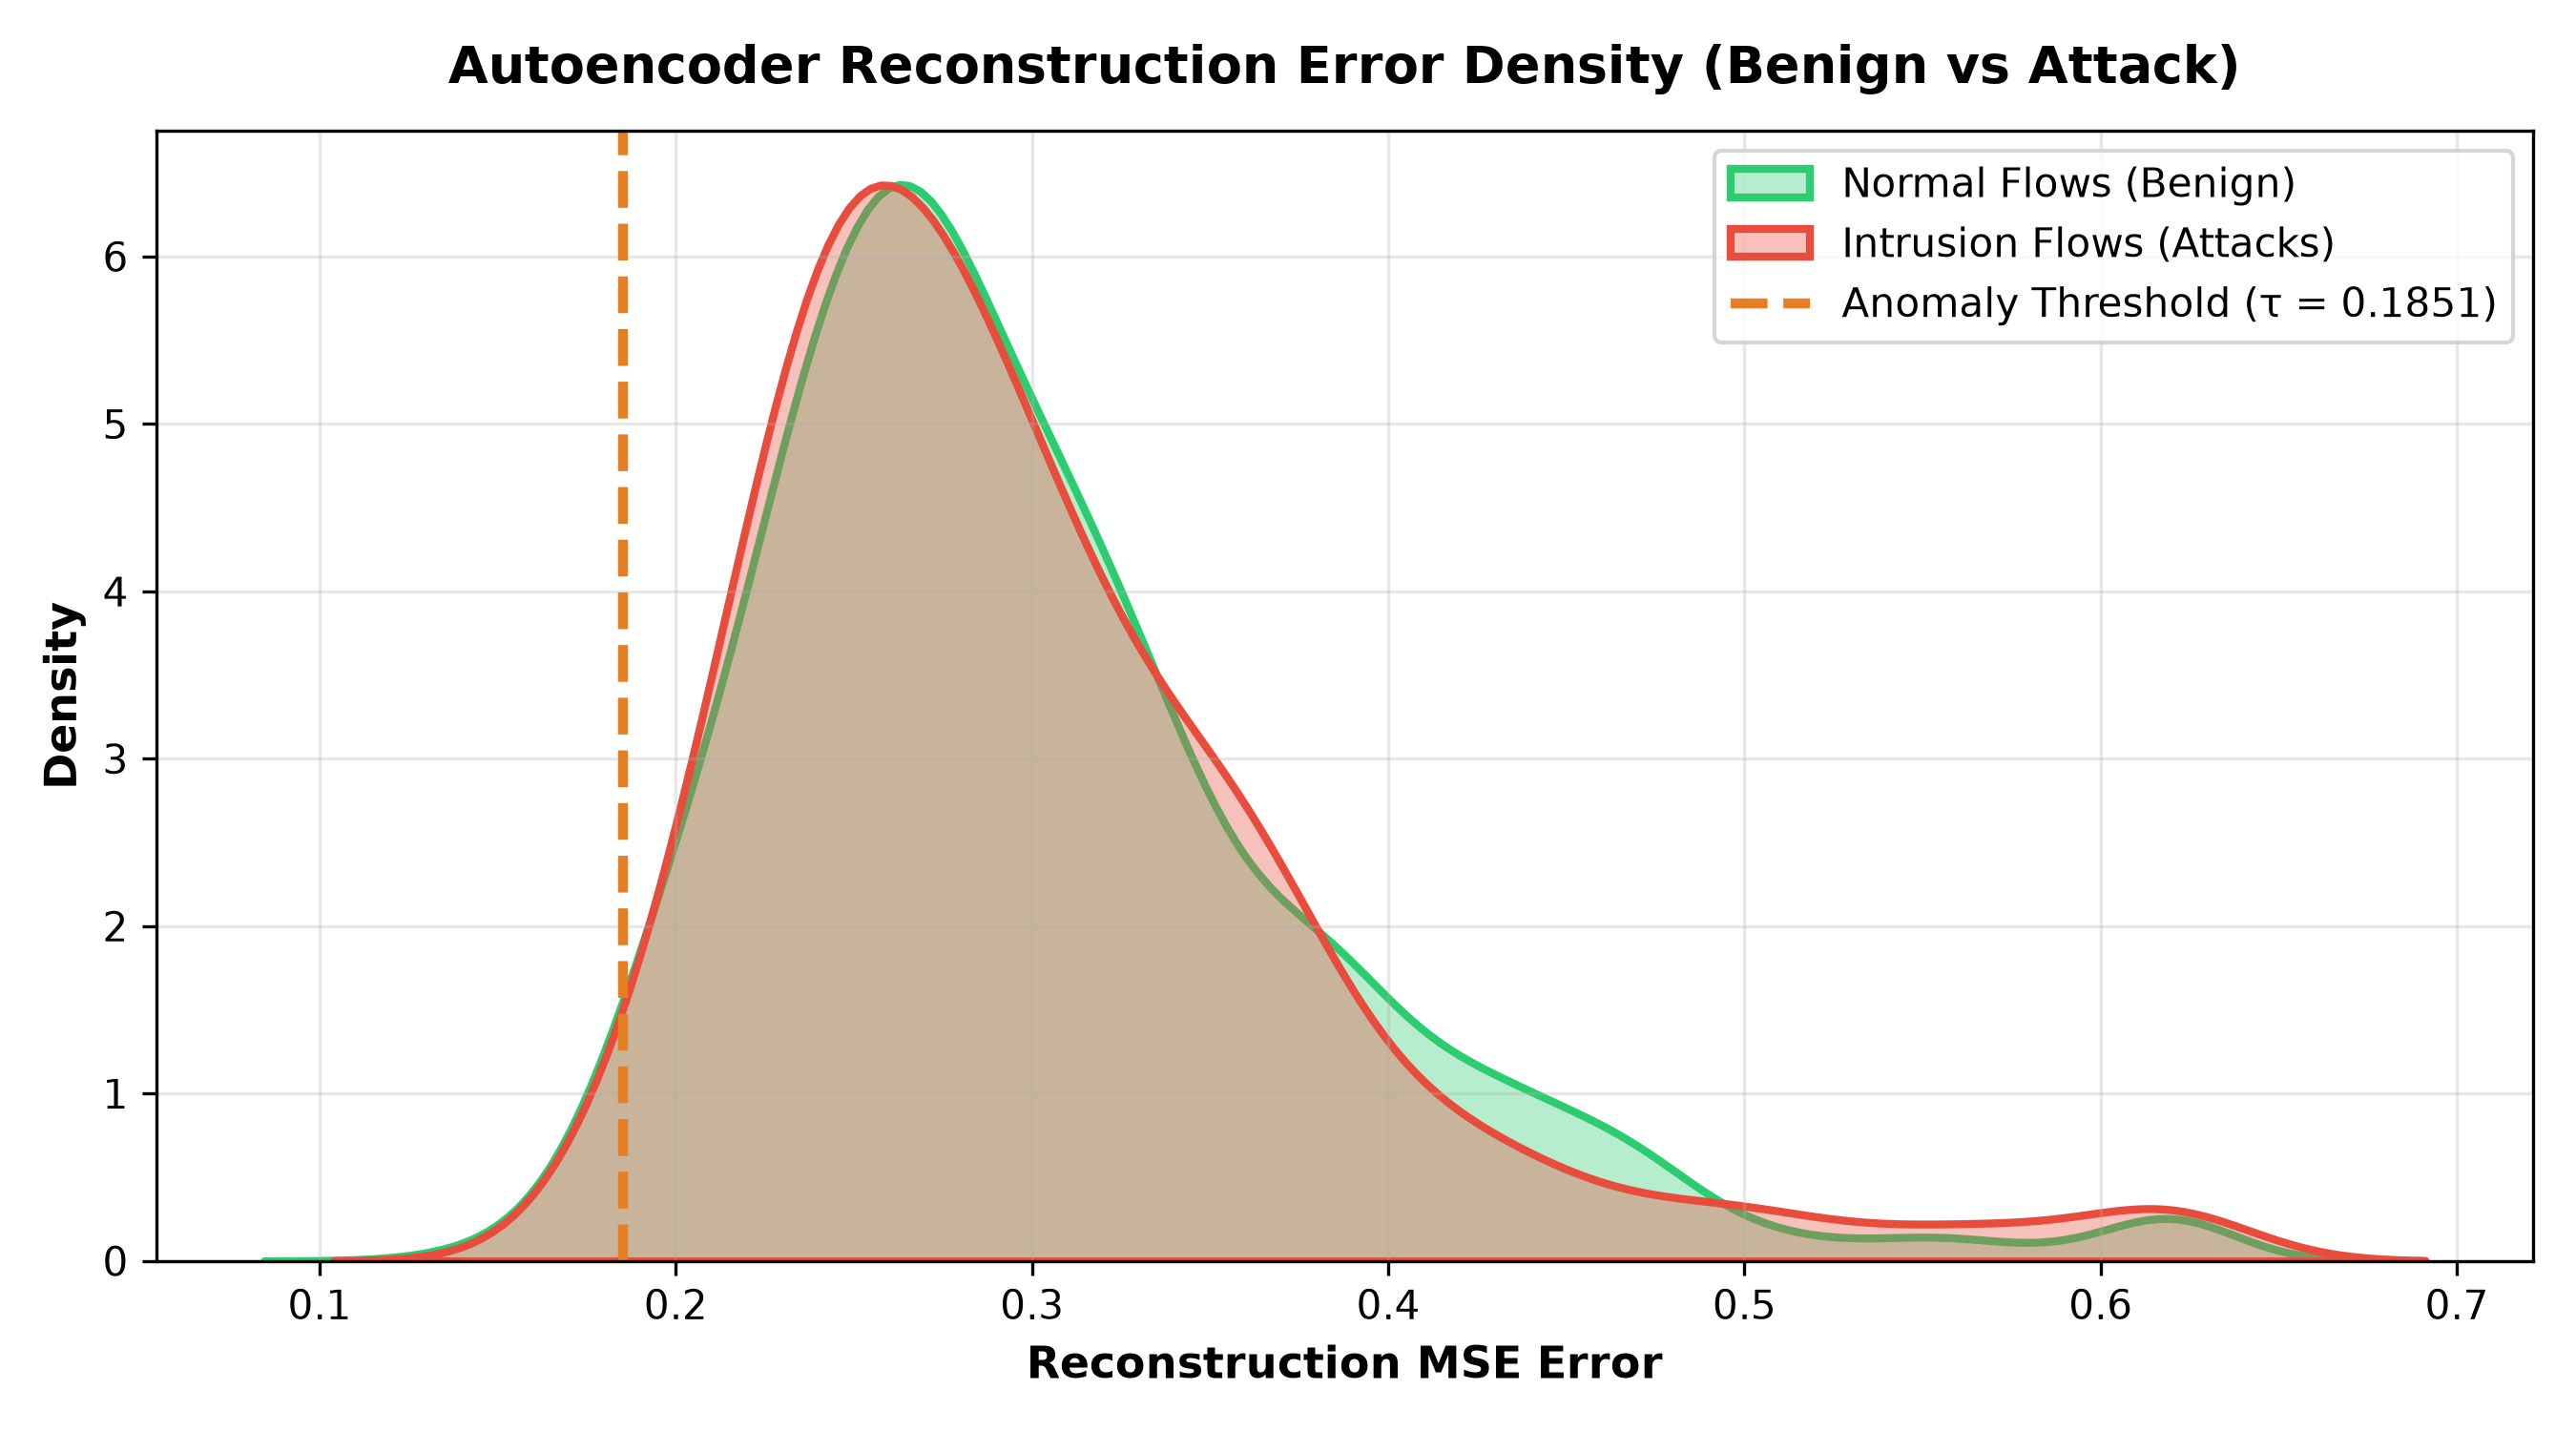 Autoencoder Reconstruction Error Density (Benign vs Attack)
Normal Flows (Benign)
Intrusion Flows (Attacks)
Anomaly Threshold (τ = 0.1851)
Density
6
5
4
3
2
1
0
0.1 0.2 0.3 0.4 0.5 0.6 0.7
Reconstruction MSE Error